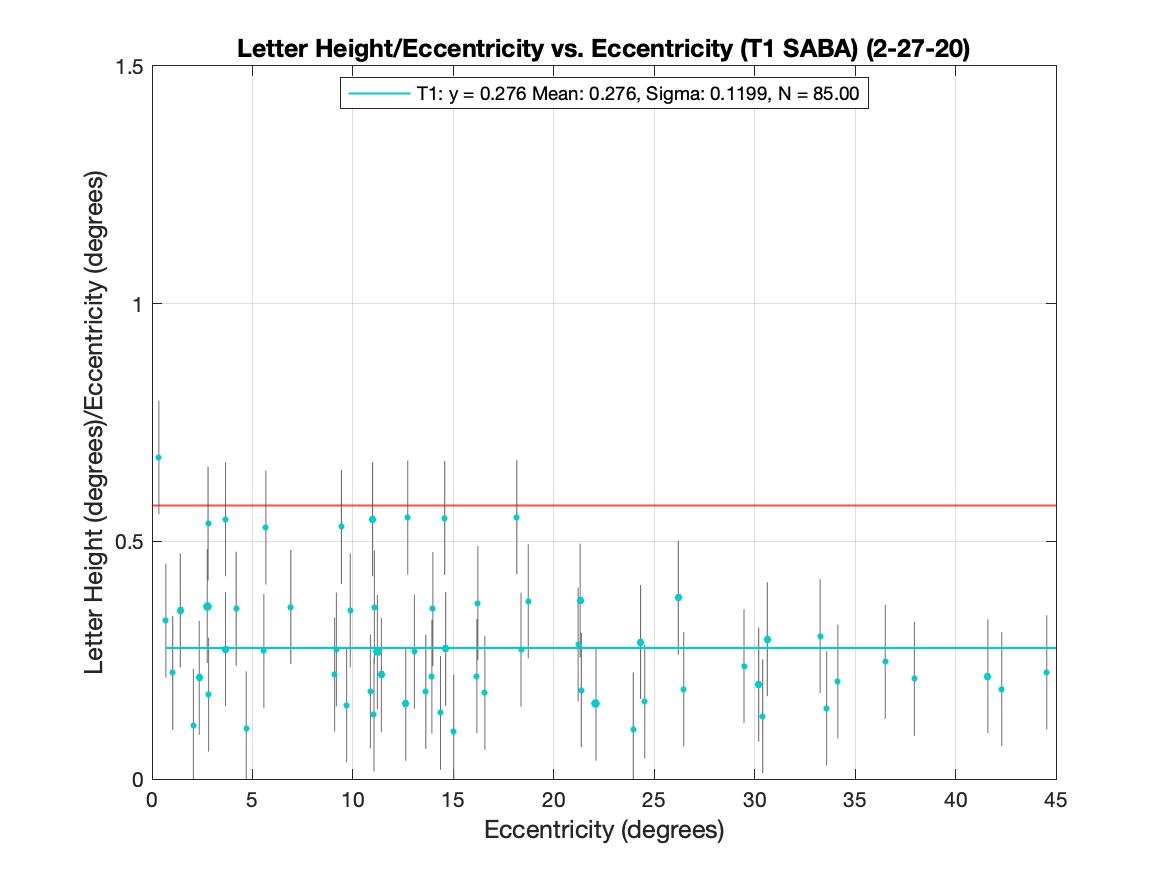 Letter Height/Eccentricity vs. Eccentricity (T1 SABA) (2-27-20)
1.5
T1: y = 0.276 Mean: 0.276, Sigma: 0.1199, N = 85.00
1
0.5
0
Letter Height (degrees)/Eccentricity (degrees)
0 5 10 15 20 25 30 35 40 45
Eccentricity (degrees)